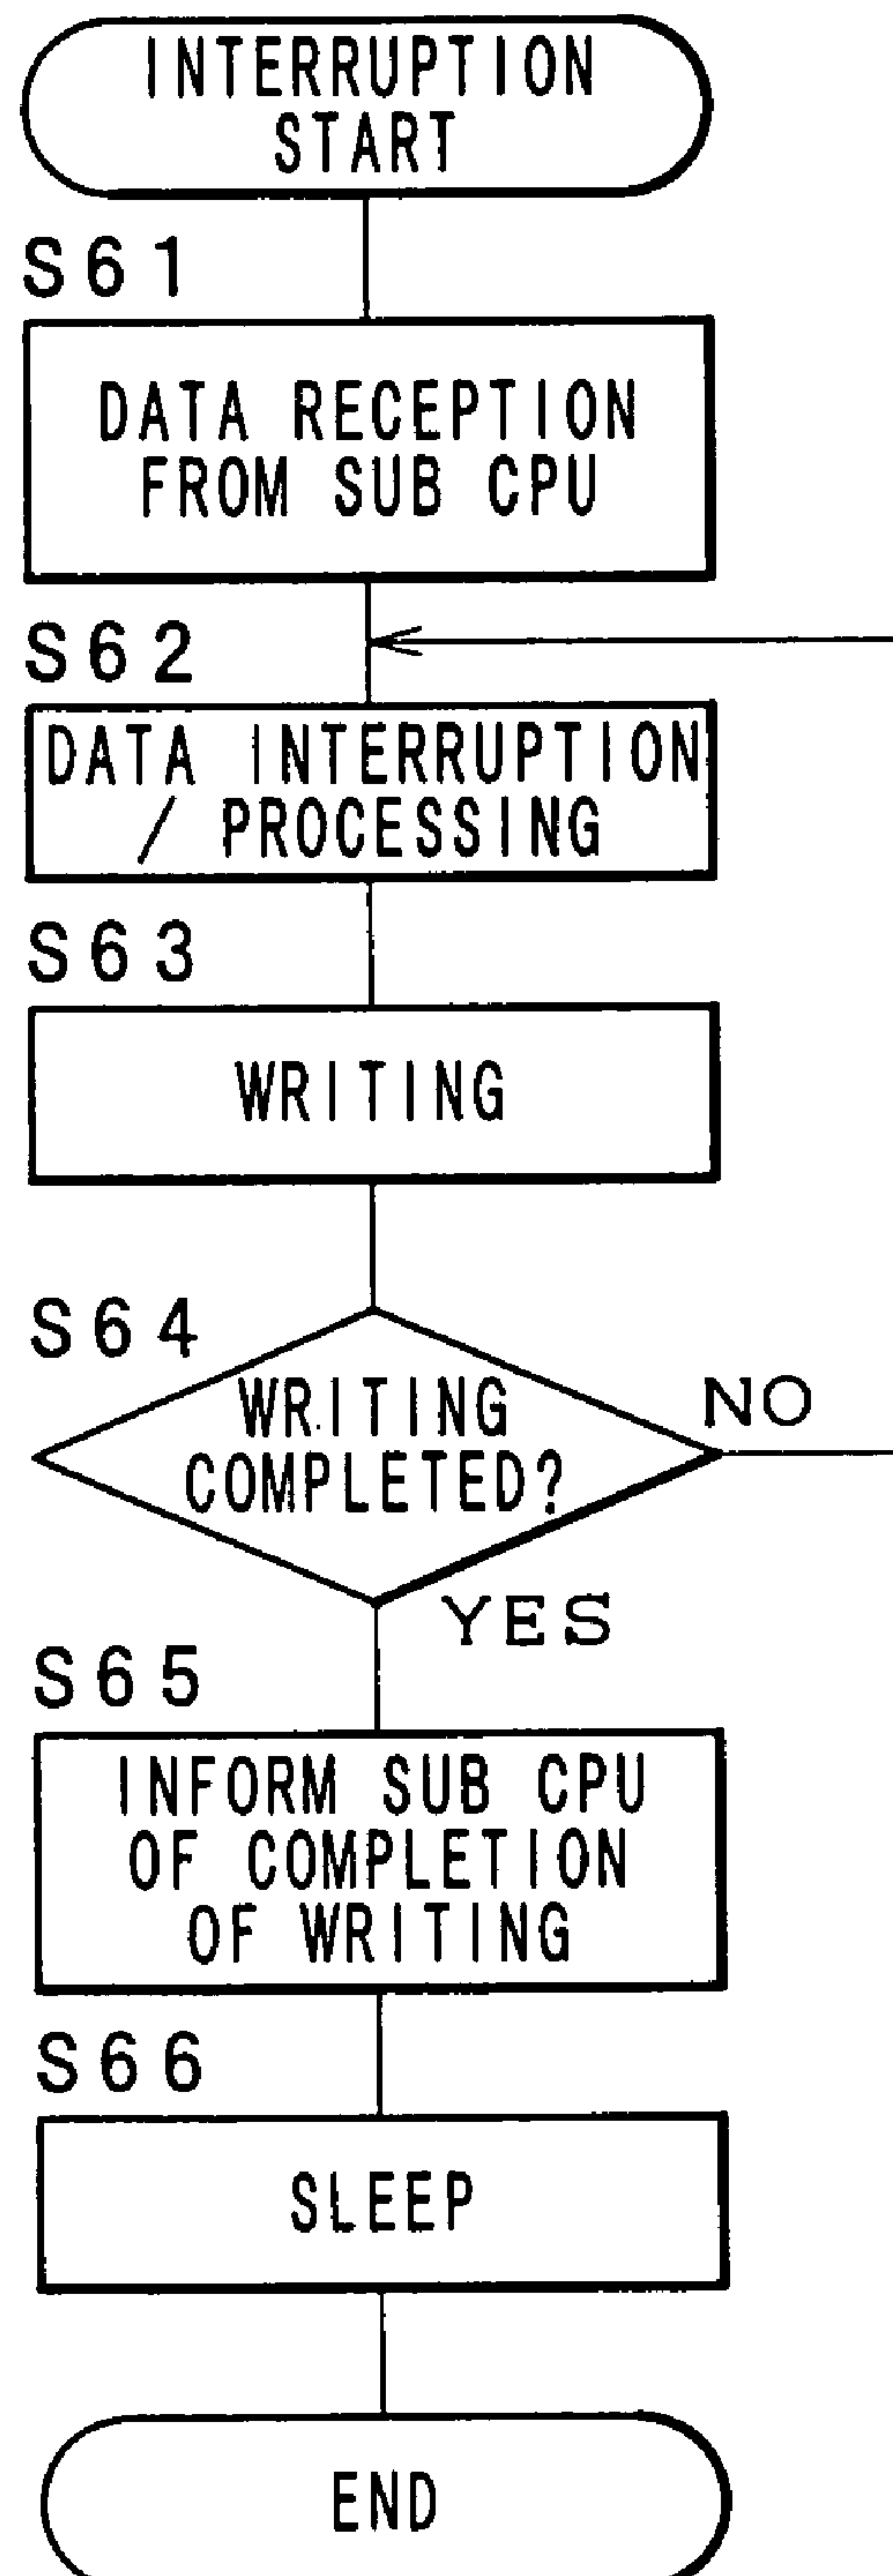 INTERRUPTION
START
S61
DATA RECEPTION
FROM SUB CPU
S62
DATA INTERRUPTION
/ PROCESSING
S63
WRITING
S64
WRITING
COMPLETED?
NO
YES
S65
INFORM SUB CPU
OF COMPLETION
OF WRITING
S66
SLEEP
END